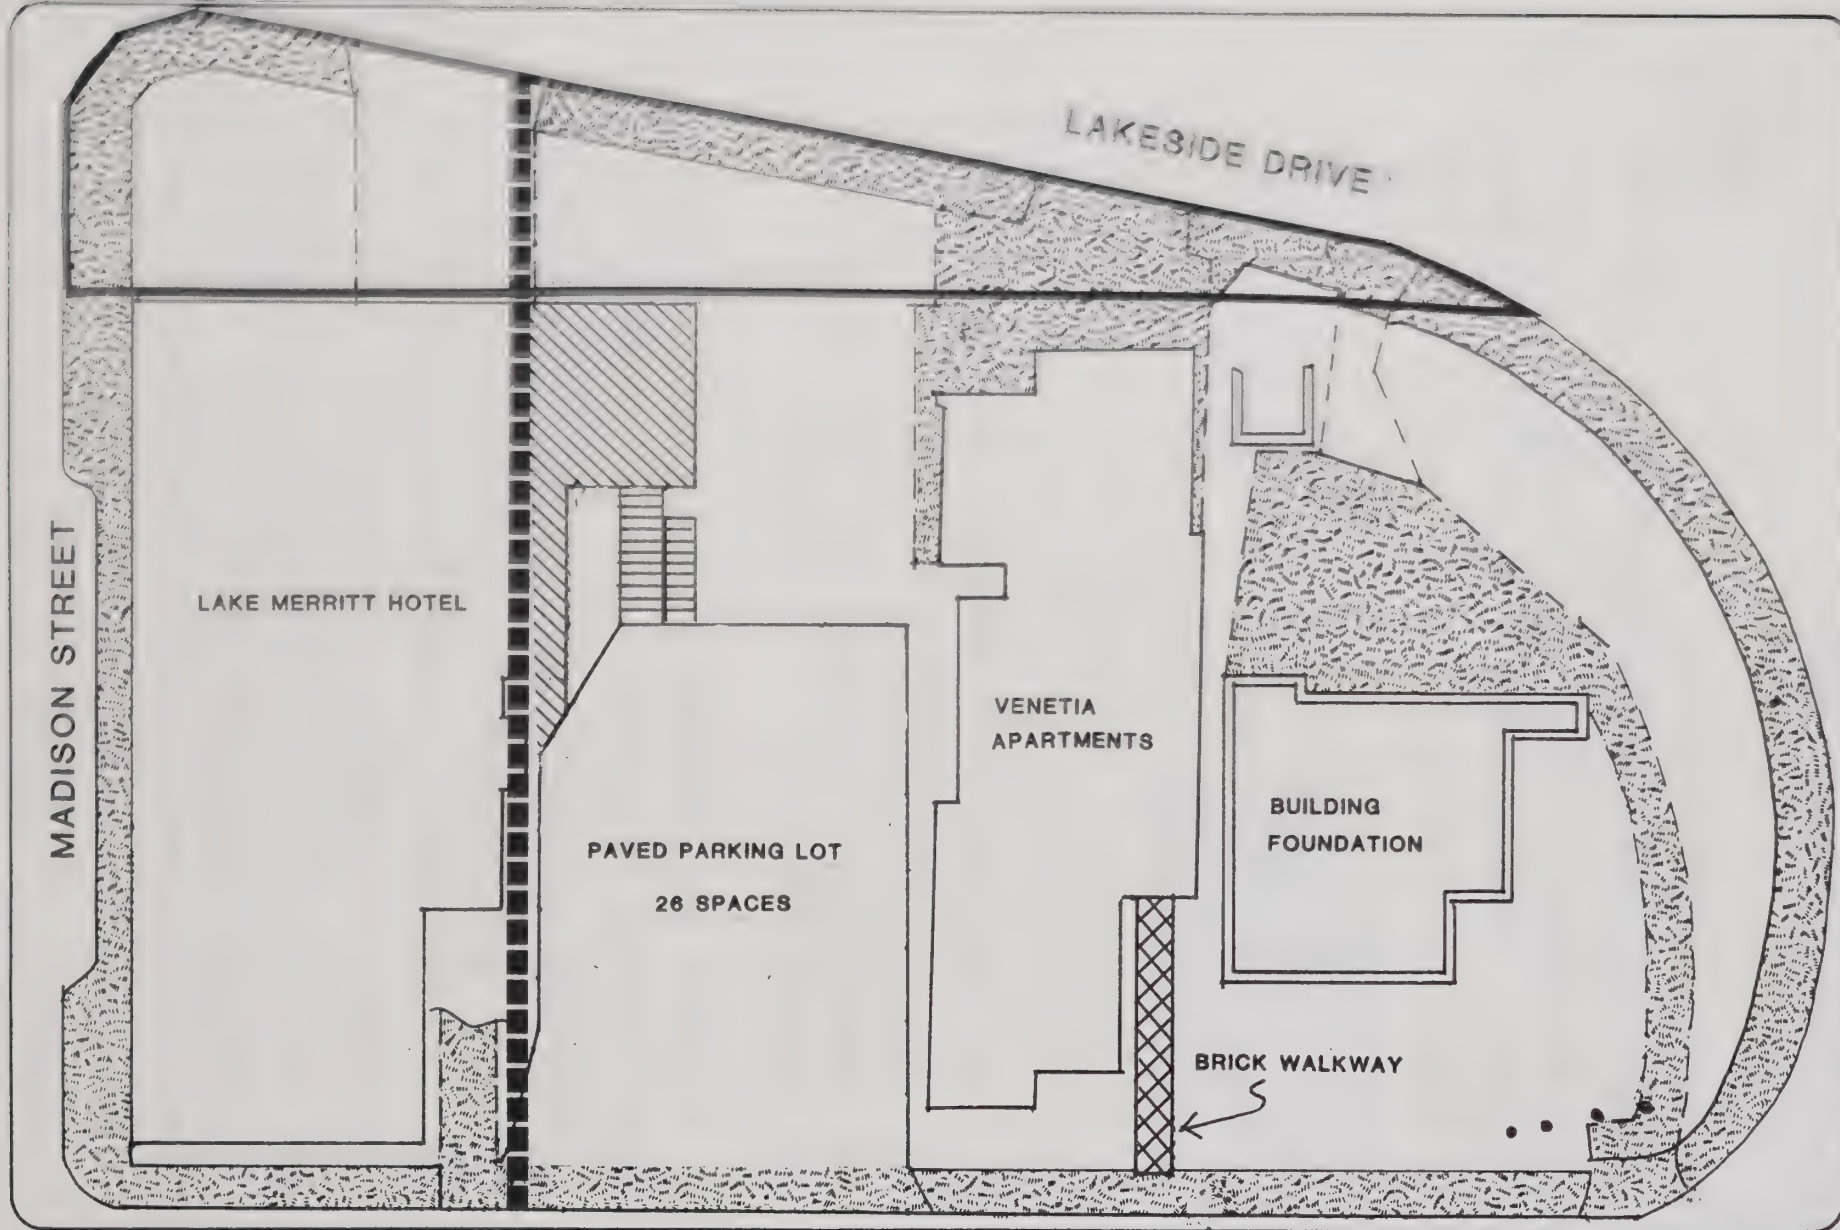 LAKESIDE DRIVE
MADISON STREET
LAKE MERRITT HOTEL
VENETIA
APARTMENTS
BUILDING
FOUNDATION
PAVED PARKING LOT
26 SPACES
BRICK WALKWAY